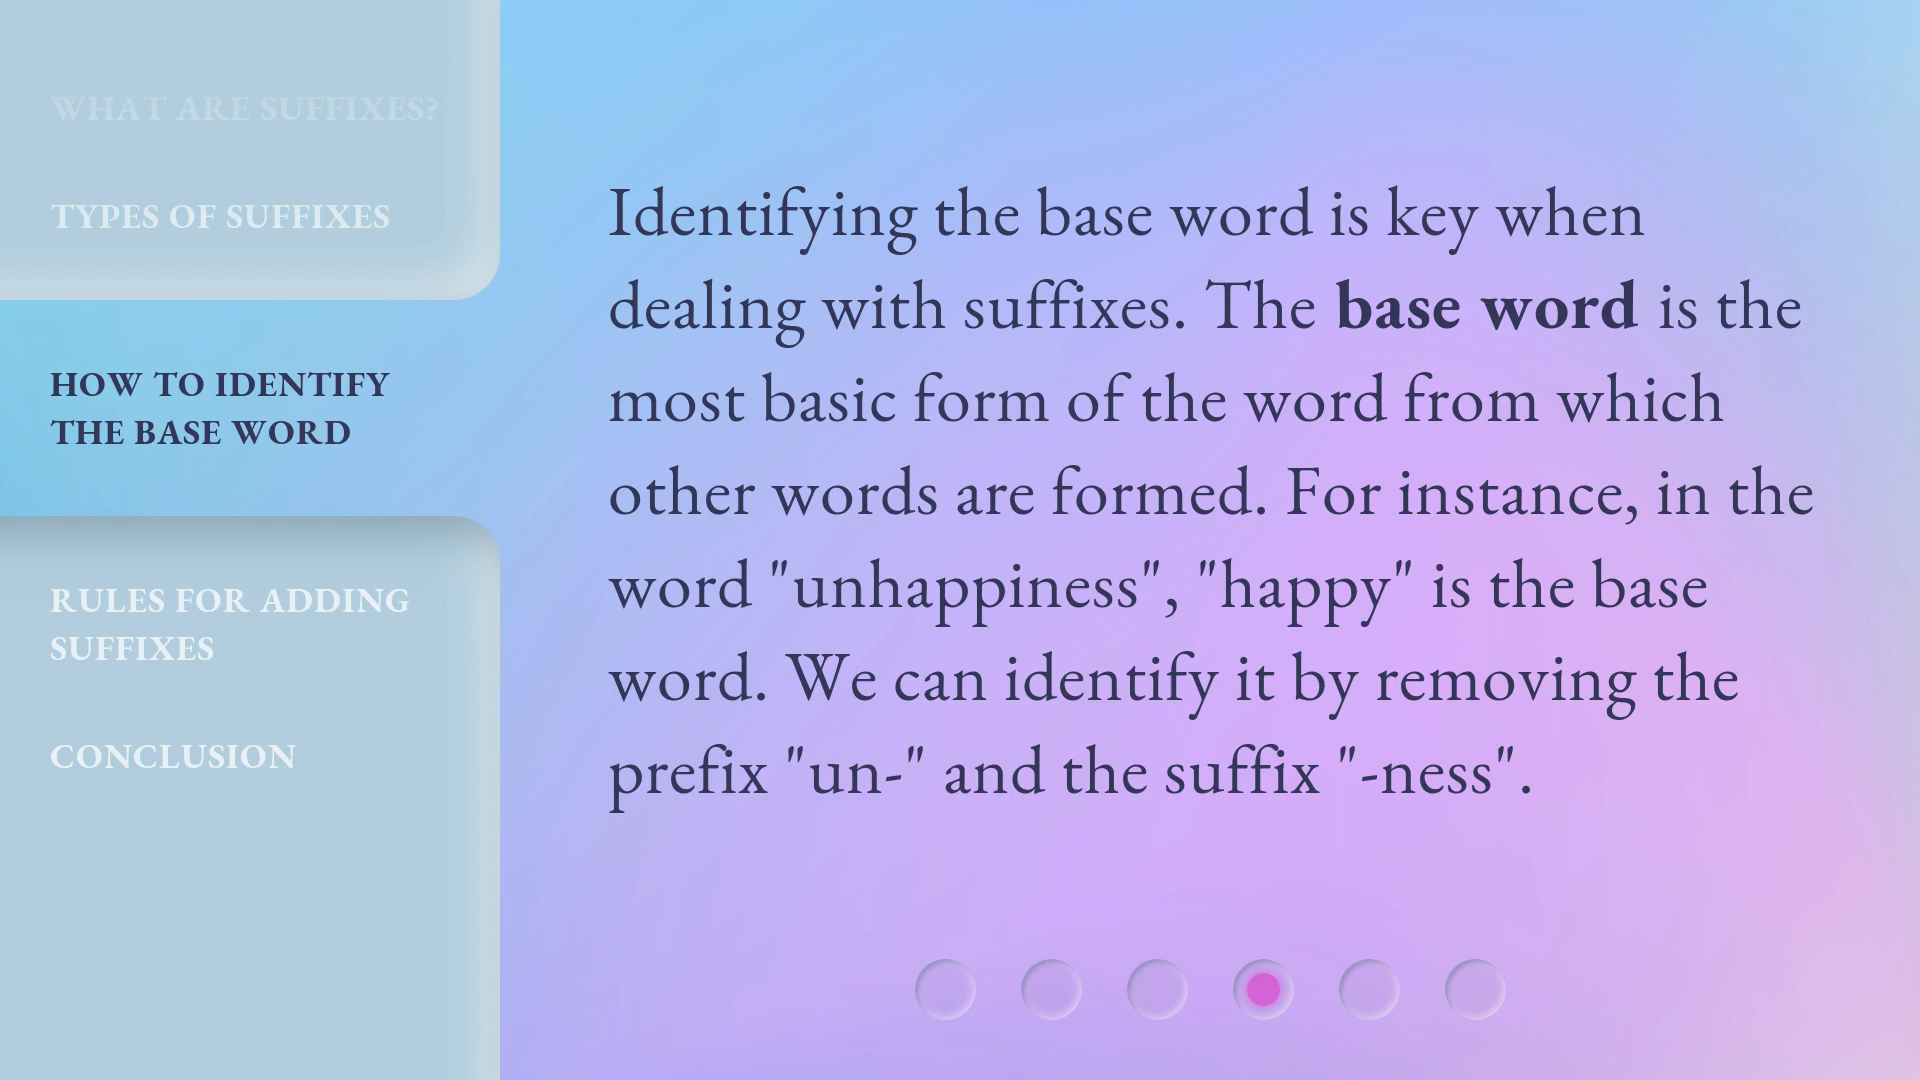 WHAT ARE SUFFIXES?
TYPES OF SUFFIXES
HOW TO IDENTIFY
THE BASE WORD
RULES FOR ADDING
SUFFIXES
CONCLUSION
Identifying the base word is key when
dealing with suffixes. The base word is the
most basic form of the word from which
other words are formed. For instance, in the
word "unhappiness", "happy" is the base
word. We can identify it by removing the
prefix "un-" and the suffix "-ness".